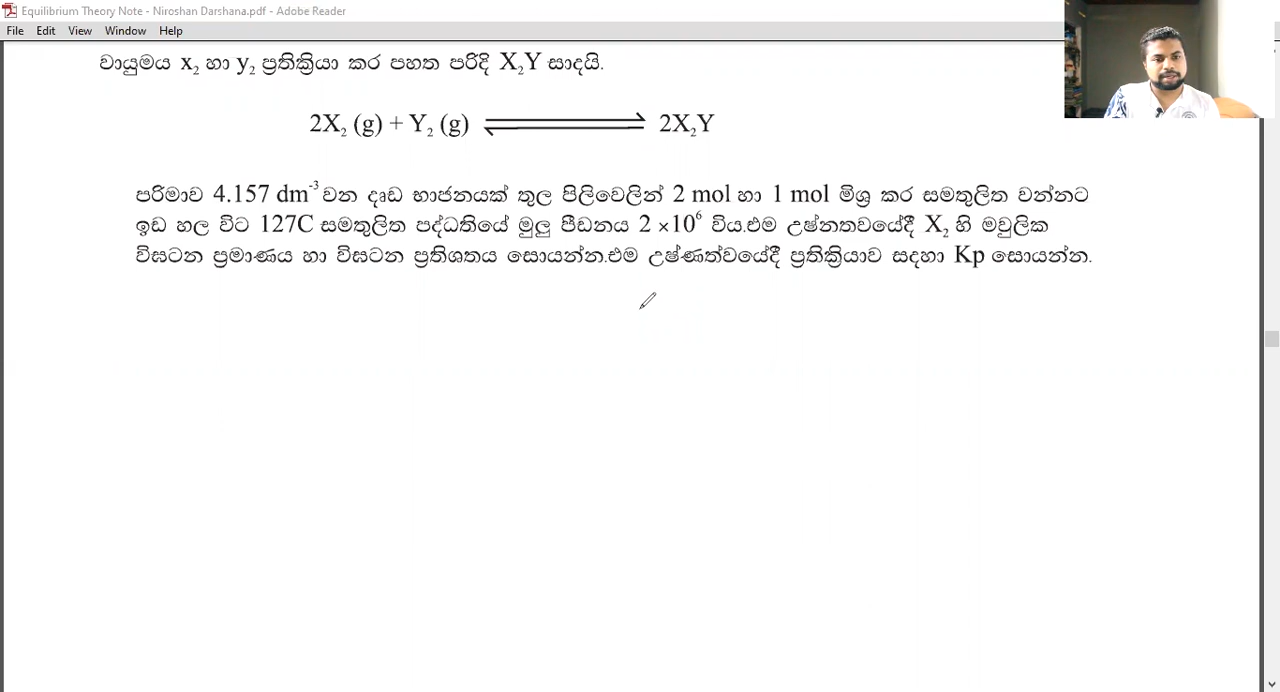 Equilibrium Theory Note - Niroshan Darshana.pdf - Adobe Reader
File Edit View Window Help
වායුමය x₂ හා y₂ ප්‍රතික්‍රියා කර පහත පරිදි X₂Y සාදයි.
2X₂ (g) + Y₂ (g) ⇌ 2X₂Y
පරිමාව 4.157 dm⁻³ වන දෘඩ භාජනයක් තුල පිලිවෙලින් 2 mol හා 1 mol මිශ්‍ර කර සමතුලිත වන්නට
ඉඩ හල විට 127C සමතුලිත පද්ධතියේ මුලු පීඩනය 2 ×10⁶ විය.එම උෂ්නතවයේදී X₂ හි මවුලික
විඝටන ප්‍රමාණය හා විඝටන ප්‍රතිශතය සොයන්න.එම උෂ්ණත්වයේදී ප්‍රතික්‍රියාව සදහා Kp සොයන්න.